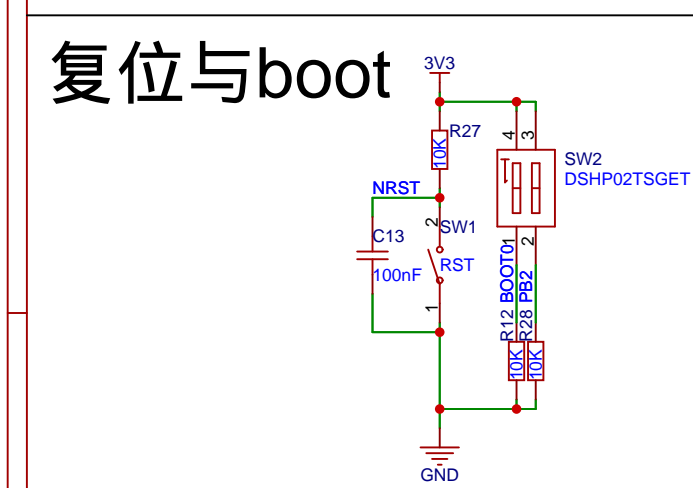 复位与boot
3V3
R27
10K
4
3
SW2
DSHP02TSGET
NRST
2
SW1
C13
RST
100nF
1
1
2
BOOT0
PB2
R12
R28
10K
10K
GND